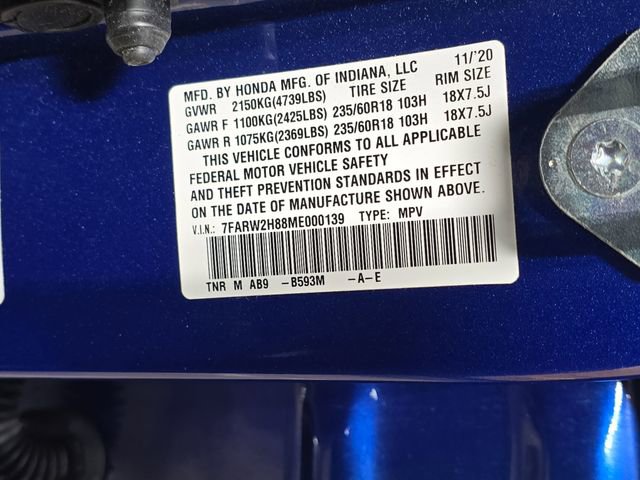 MFD. BY HONDA MFG. OF INDIANA, LLC 11/'20
GVWR 2150KG(4739LBS) TIRE SIZE RIM SIZE
GAWR F 1100KG(2425LBS) 235/60R18 103H 18X7.5J
GAWR R 1075KG(2369LBS) 235/60R18 103H 18X7.5J
THIS VEHICLE CONFORMS TO ALL APPLICABLE
FEDERAL MOTOR VEHICLE SAFETY
AND THEFT PREVENTION STANDARDS IN EFFECT
ON THE DATE OF MANUFACTURE SHOWN ABOVE.
V.I.N.: 7FARW2H88ME000139 TYPE: MPV
TNR M AB9 -B593M -A-E